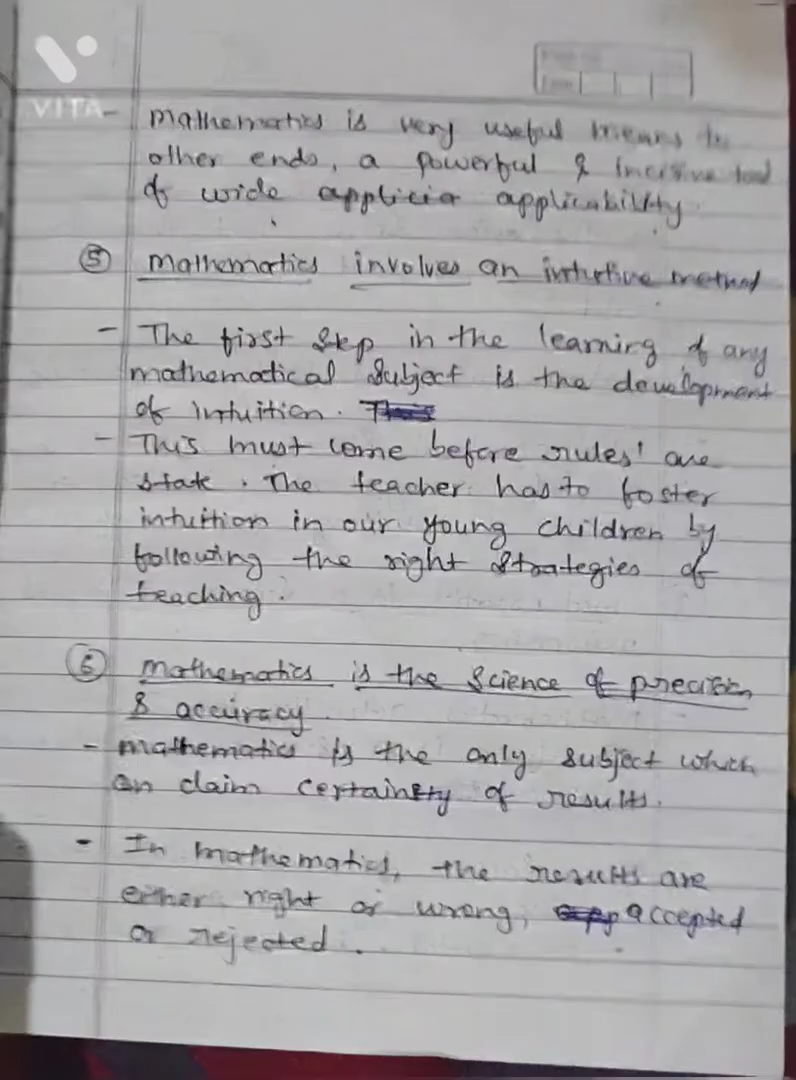 VITA
- Mathematics is very useful means to
other ends, a powerful & incisive tool
of wide applicia applicability.
⑤ Mathematics involves an intutive method
- The first step in the learning of any
mathematical subject is the development
of intuition.
- This must come before rules are
state. The teacher has to foster
intuition in our young children by
following the right strategies of
teaching.
⑥ Mathematics is the science of precision
& accuracy
- mathematics is the only subject which
an claim certainty of results.
- In mathematics, the results are
either right or wrong, accepted
or rejected.